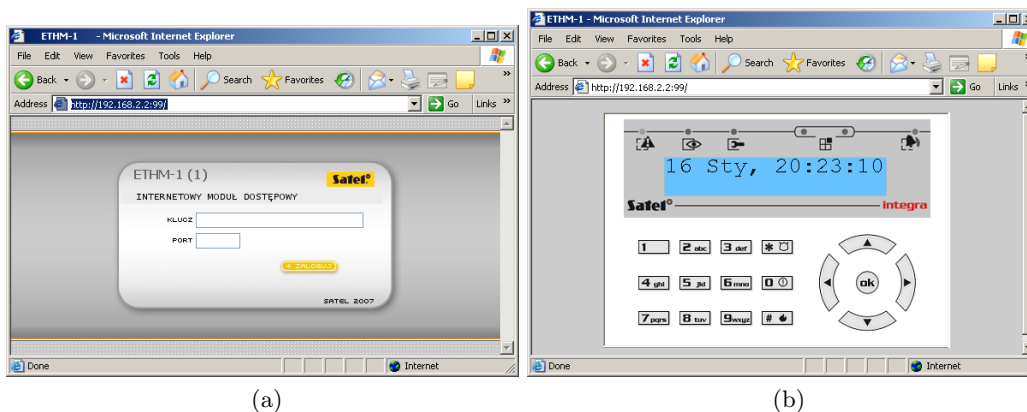 ETHM-1 - Microsoft Internet Explorer
File Edit View Favorites Tools Help
Back Search Favorites
Address http://192.168.2.2:99/ Go Links »
ETHM-1 (1) Satel®
INTERNETOWY MODUŁ DOSTĘPOWY
KLUCZ
PORT
+ ZALOGUJ
SATEL 2007
Done Internet
(a)
ETHM-1 - Microsoft Internet Explorer
File Edit View Favorites Tools Help
Back Search Favorites
Address http://192.168.2.2:99/ Go Links
16 Sty, 20:23:10
Satel® integra
1 2 abc 3 def *
4 ghi 5 jkl 6 mno 0 ok
7 pqrs 8 tuv 9 wxyz #
Done Internet
(b)